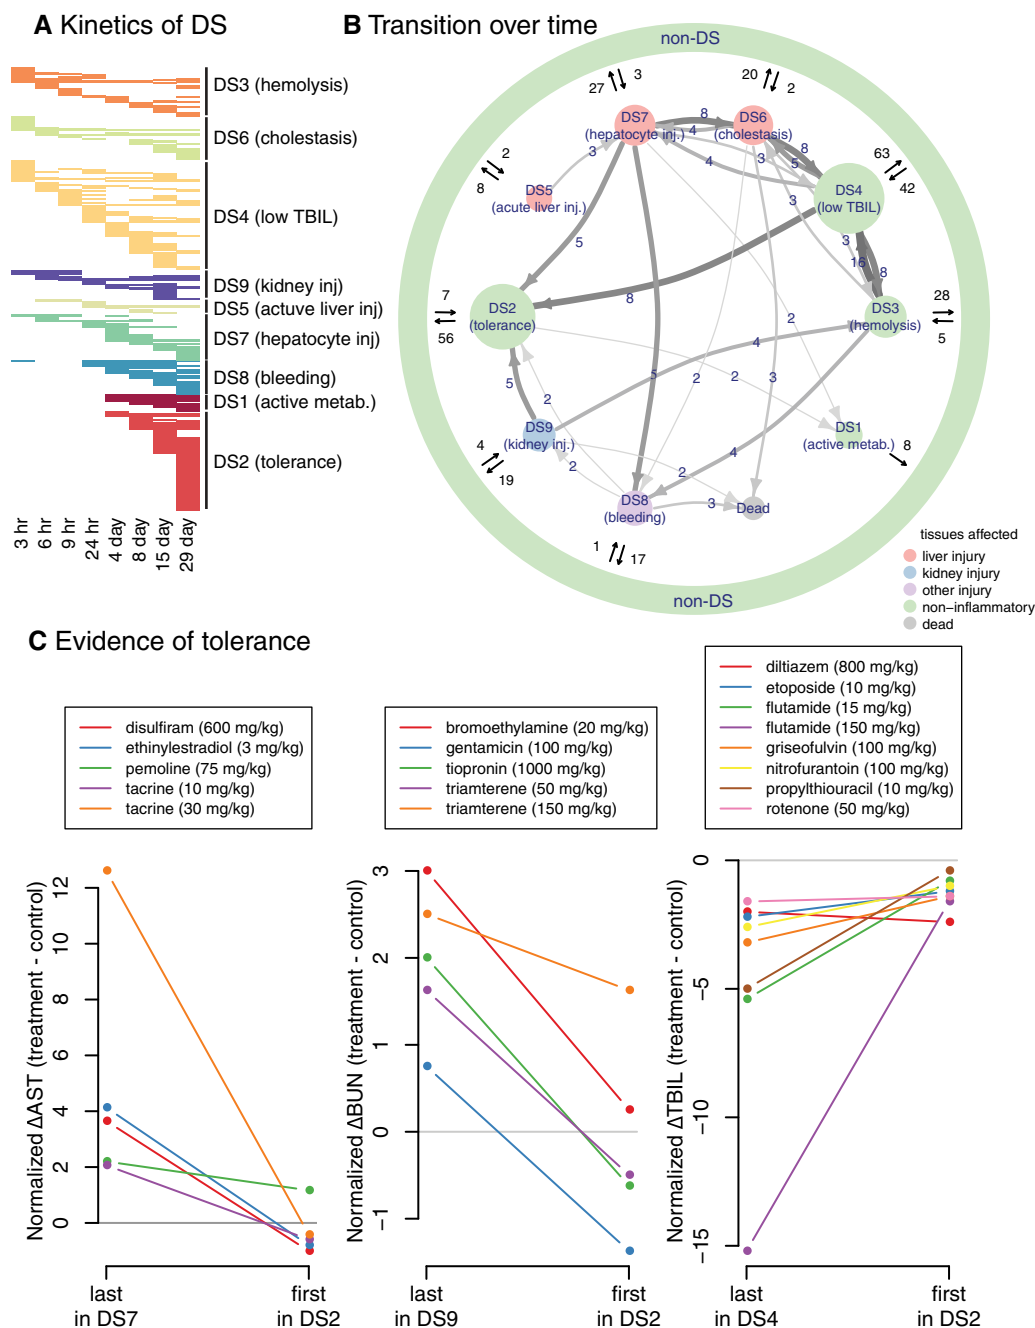 A Kinetics of DS
DS3 (hemolysis)
DS6 (cholestasis)
DS4 (low TBIL)
DS9 (kidney inj)
DS5 (actuve liver inj)
DS7 (hepatocyte inj)
DS8 (bleeding)
DS1 (active metab.)
DS2 (tolerance)
3 hr
6 hr
9 hr
24 hr
4 day
8 day
15 day
29 day
B Transition over time
non-DS
27
3
20
2
DS7
(hepatocyte inj.)
8
4
DS6
(cholestasis)
8
5
3
4
3
63
42
2
8
3
DS5
(acute liver inj.)
DS4
(low TBIL)
3
16
8
5
7
56
DS2
(tolerance)
8
DS3
(hemolysis)
28
5
2
4
5
2
5
2
2
3
DS9
(kidney inj.)
4
19
2
2
4
DS1
(active metab.)
8
DS8
(bleeding)
3
Dead
1
17
non-DS
tissues affected
liver injury
kidney injury
other injury
non−inflammatory
dead
C Evidence of tolerance
disulfiram (600 mg/kg)
ethinylestradiol (3 mg/kg)
pemoline (75 mg/kg)
tacrine (10 mg/kg)
tacrine (30 mg/kg)
Normalized ΔAST (treatment - control)
12
10
8
6
4
2
0
last
in DS7
first
in DS2
bromoethylamine (20 mg/kg)
gentamicin (100 mg/kg)
tiopronin (1000 mg/kg)
triamterene (50 mg/kg)
triamterene (150 mg/kg)
Normalized ΔBUN (treatment - control)
3
2
1
0
−1
last
in DS9
first
in DS2
diltiazem (800 mg/kg)
etoposide (10 mg/kg)
flutamide (15 mg/kg)
flutamide (150 mg/kg)
griseofulvin (100 mg/kg)
nitrofurantoin (100 mg/kg)
propylthiouracil (10 mg/kg)
rotenone (50 mg/kg)
Normalized ΔTBIL (treatment - control)
0
−5
−10
−15
last
in DS4
first
in DS2